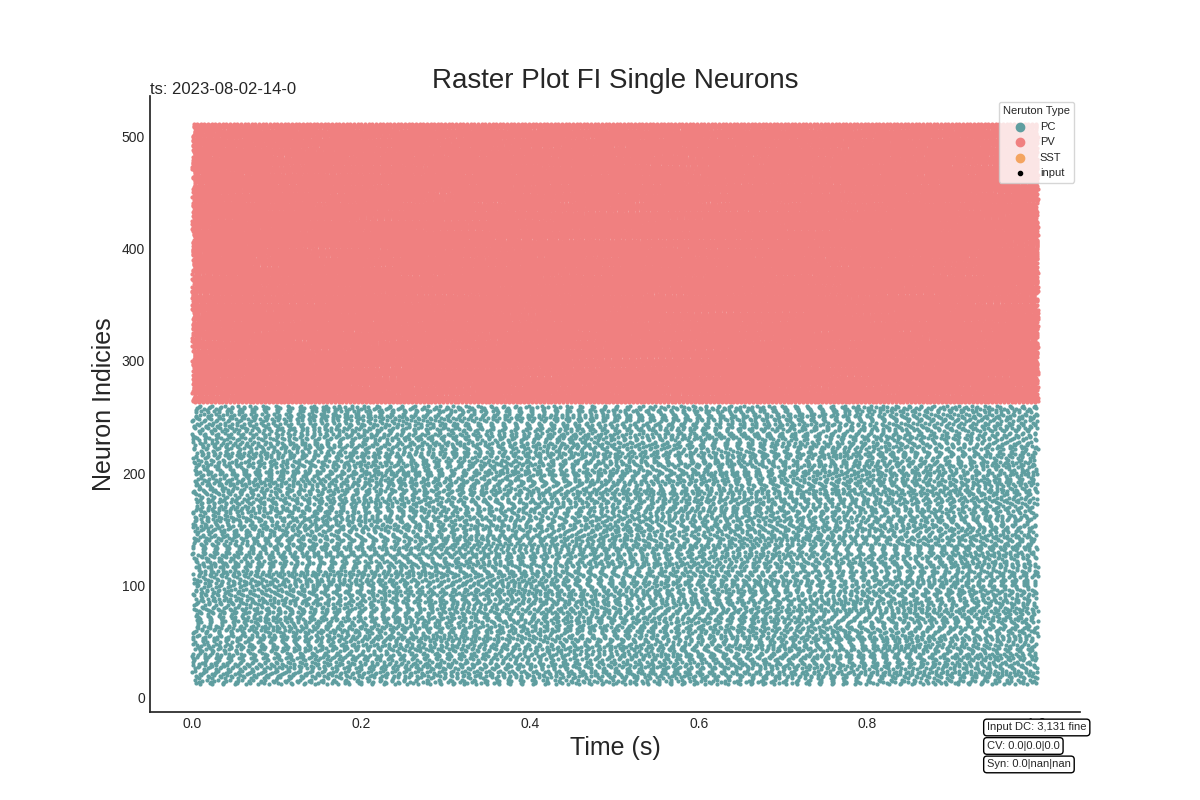 Raster Plot FI Single Neurons
ts: 2023-08-02-14-0
Neruton Type
PC
PV
SST
input
500
400
300
200
100
0
Neuron Indicies
0.0 0.2 0.4 0.6 0.8
Time (s)
Input DC: 3,131 fine
CV: 0.0|0.0|0.0
Syn: 0.0|nan|nan